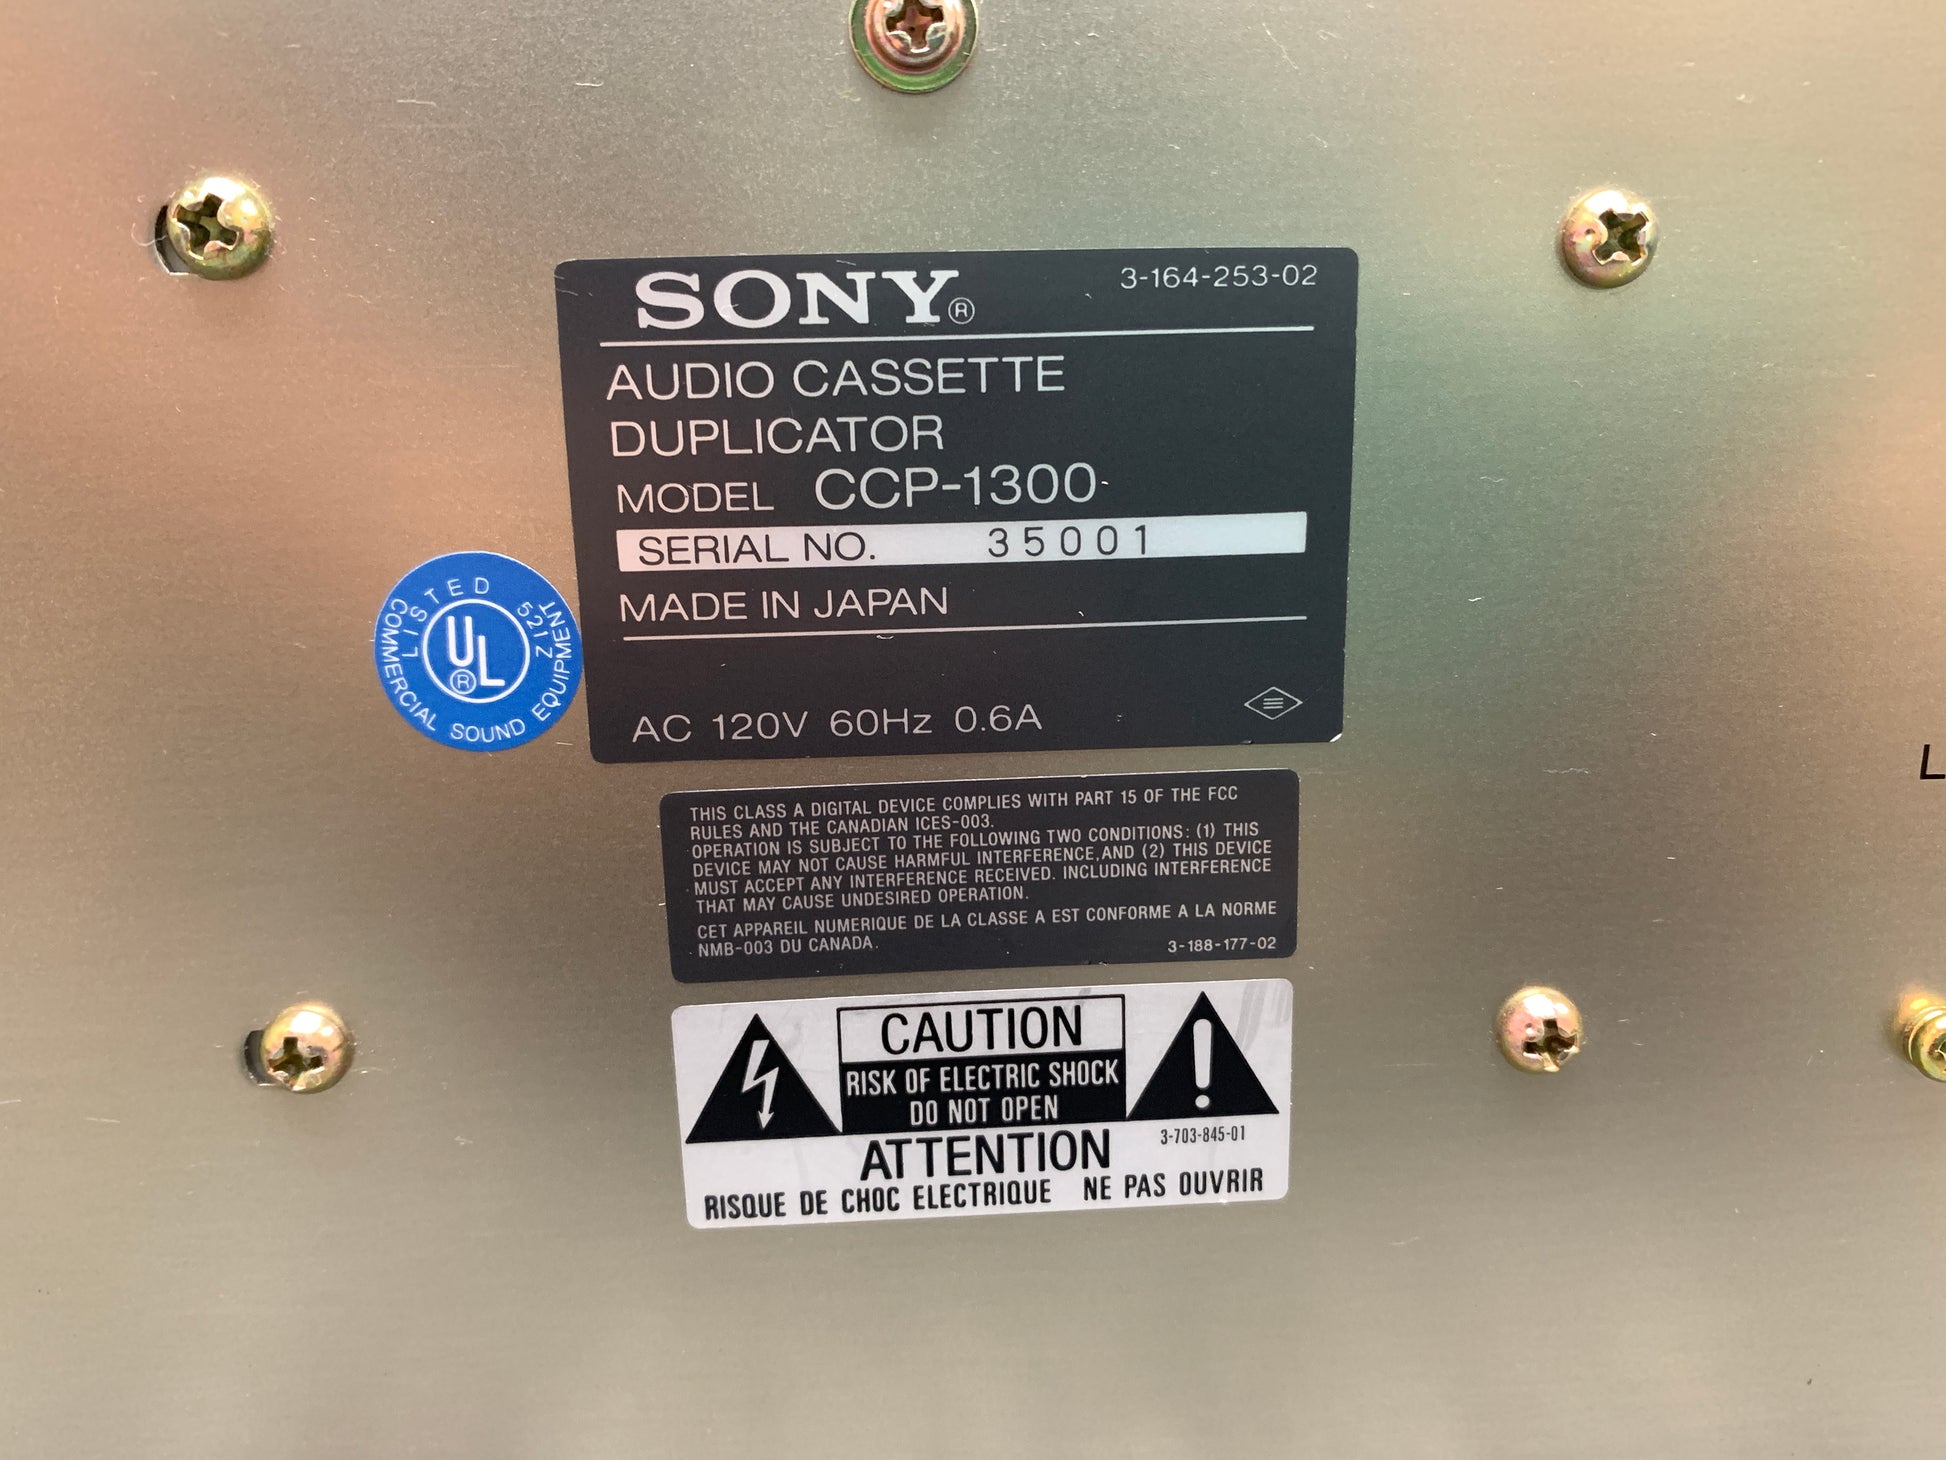 SONY® 3-164-253-02
AUDIO CASSETTE
DUPLICATOR
MODEL CCP-1300
SERIAL NO. 35001
MADE IN JAPAN
AC 120V 60Hz 0.6A
LISTED 521Z
UL®
COMMERCIAL SOUND EQUIPMENT
THIS CLASS A DIGITAL DEVICE COMPLIES WITH PART 15 OF THE FCC
RULES AND THE CANADIAN ICES-003.
OPERATION IS SUBJECT TO THE FOLLOWING TWO CONDITIONS: (1) THIS
DEVICE MAY NOT CAUSE HARMFUL INTERFERENCE,AND (2) THIS DEVICE
MUST ACCEPT ANY INTERFERENCE RECEIVED. INCLUDING INTERFERENCE
THAT MAY CAUSE UNDESIRED OPERATION.
CET APPAREIL NUMERIQUE DE LA CLASSE A EST CONFORME A LA NORME
NMB-003 DU CANADA. 3-188-177-02
CAUTION
RISK OF ELECTRIC SHOCK
DO NOT OPEN
ATTENTION 3-703-845-01
RISQUE DE CHOC ELECTRIQUE NE PAS OUVRIR
L